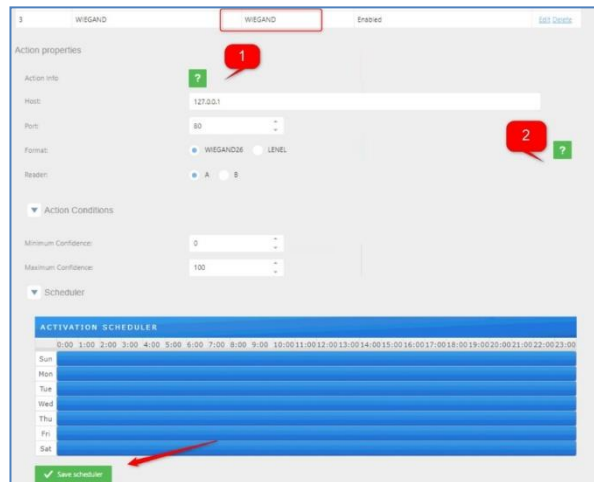 3 WIEGAND WIEGAND Enabled Edit Delete
Action properties
1
Action Info ?
Host: 127.0.0.1
Port: 80
2
Format: WIEGAND26 LENEL ?
Reader: A B
Action Conditions
Minimum Confidence: 0
Maximum Confidence: 100
Scheduler
ACTIVATION SCHEDULER
0:00 1:00 2:00 3:00 4:00 5:00 6:00 7:00 8:00 9:00 10:00 11:00 12:00 13:00 14:00 15:00 16:00 17:00 18:00 19:00 20:00 21:00 22:00 23:00
Sun
Mon
Tue
Wed
Thu
Fri
Sat
Save scheduler